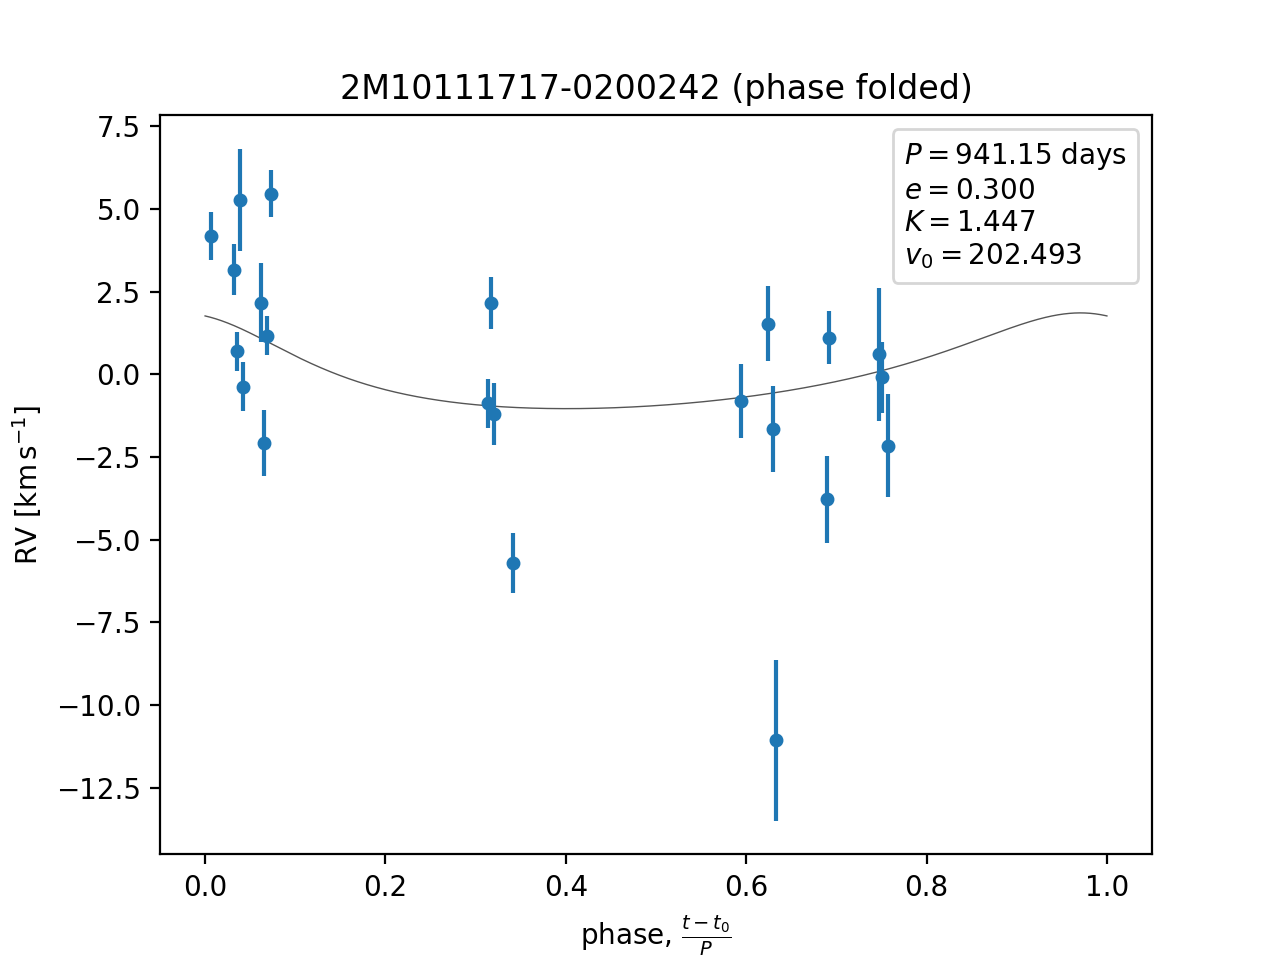 2M10111717-0200242 (phase folded)
P = 941.15 days
e = 0.300
K = 1.447
v₀ = 202.493
7.5
5.0
2.5
0.0
−2.5
−5.0
−7.5
−10.0
−12.5
RV [km s⁻¹]
0.0 0.2 0.4 0.6 0.8 1.0
phase, (t − t₀)/P